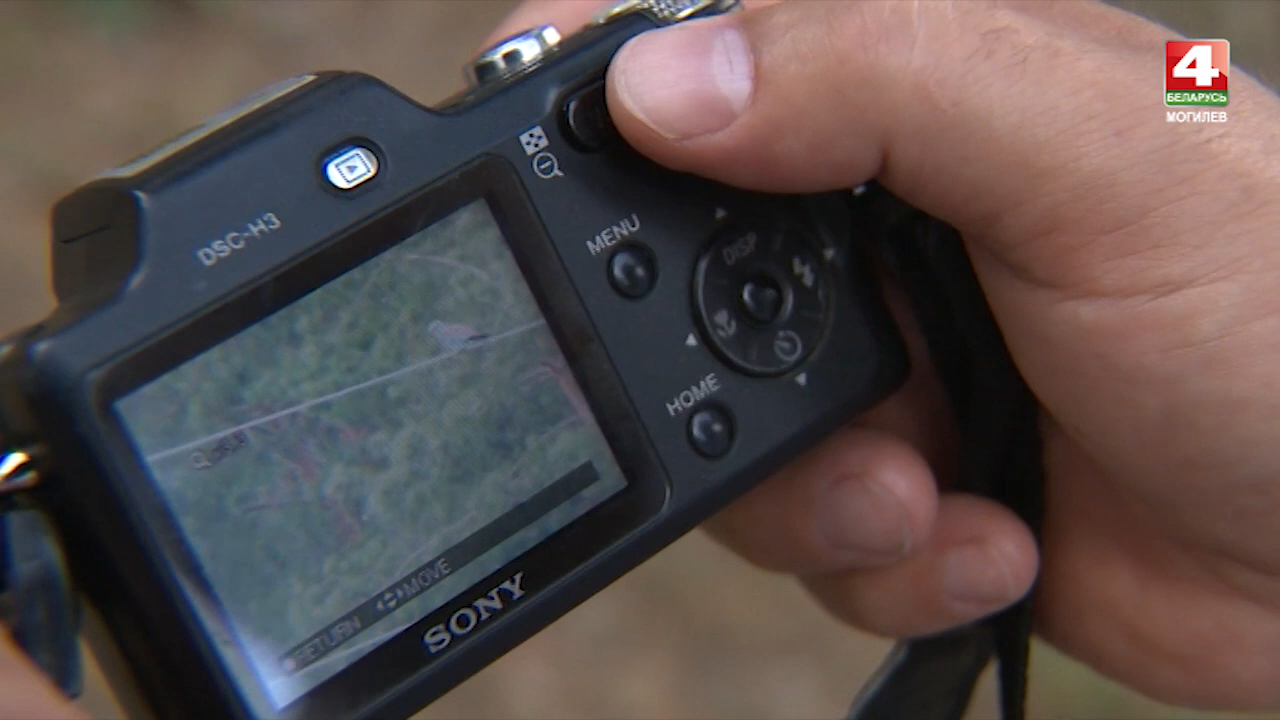 4
БЕЛАРУСЬ
МОГИЛЕВ
DSC-H3
MENU
DISP
HOME
MOVE
RETURN
SONY